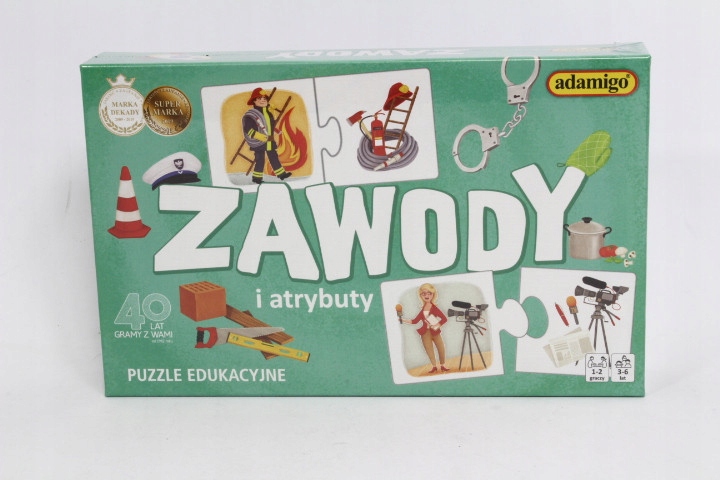 ZAWODY
adamigo
MARKA
DEKADY
SUPER
MARKA
ZAWODY
i atrybuty
40
LAT
GRAMY Z WAMI
PUZZLE EDUKACYJNE
1-2
graczy
3-6
lat